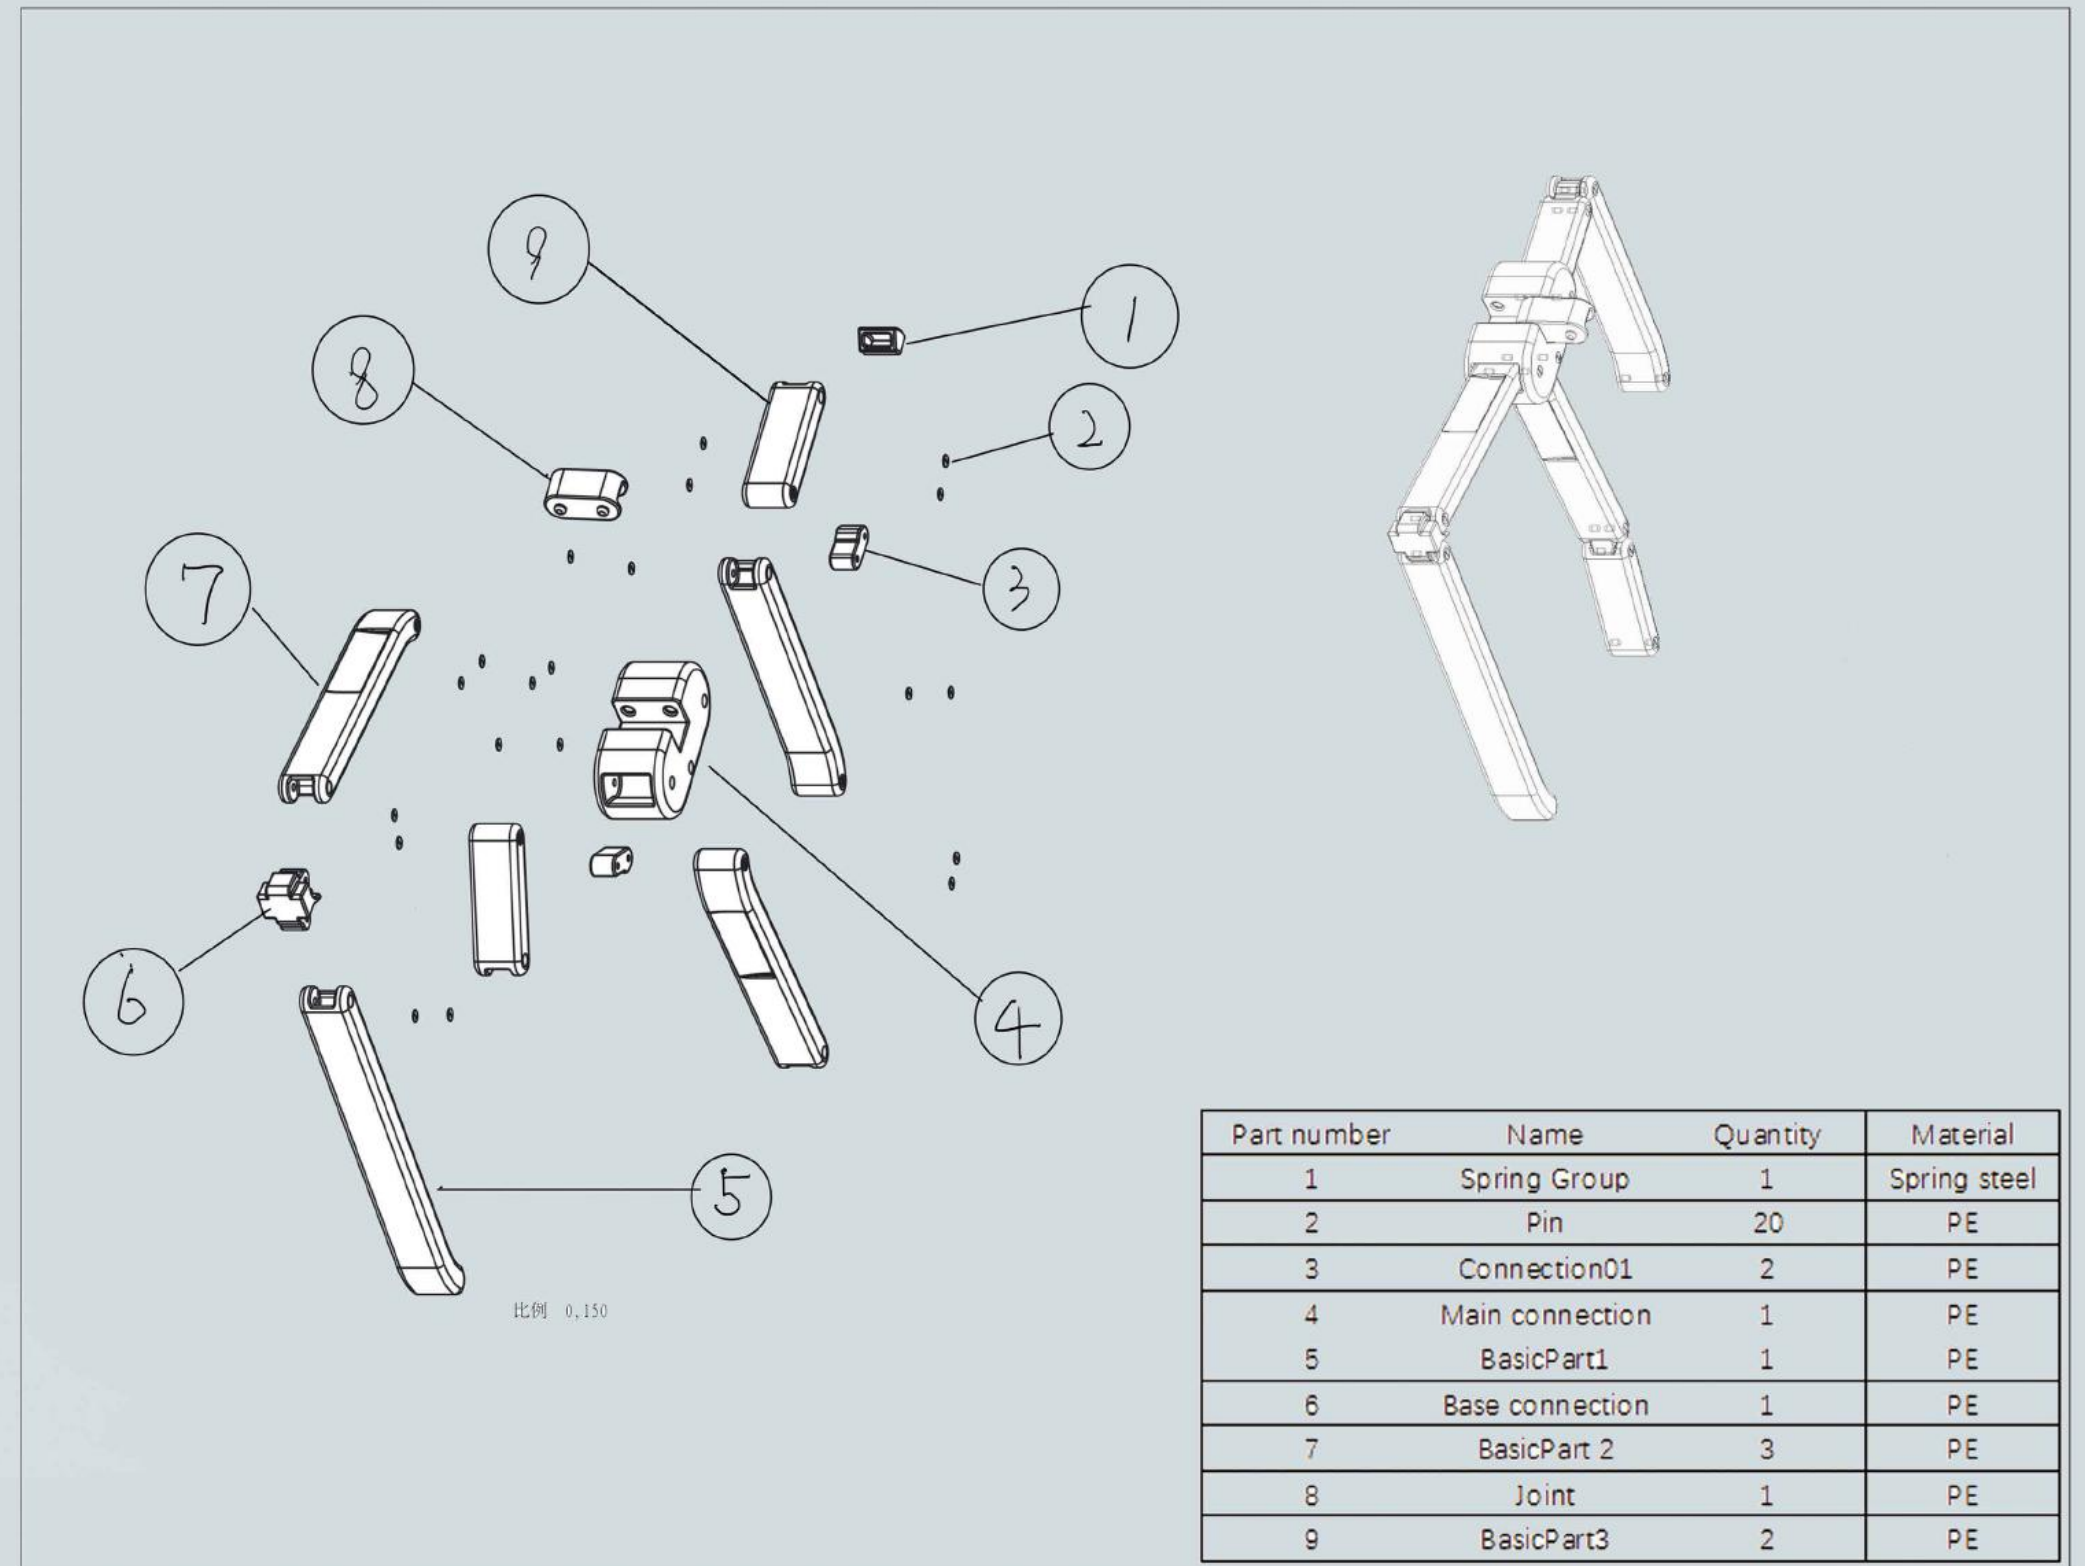 9
1
8
2
3
7
6
4
5
比例 0,150
Part number Name Quantity Material
1 Spring Group 1 Spring steel
2 Pin 20 PE
3 Connection01 2 PE
4 Main connection 1 PE
5 BasicPart1 1 PE
6 Base connection 1 PE
7 BasicPart 2 3 PE
8 Joint 1 PE
9 BasicPart3 2 PE